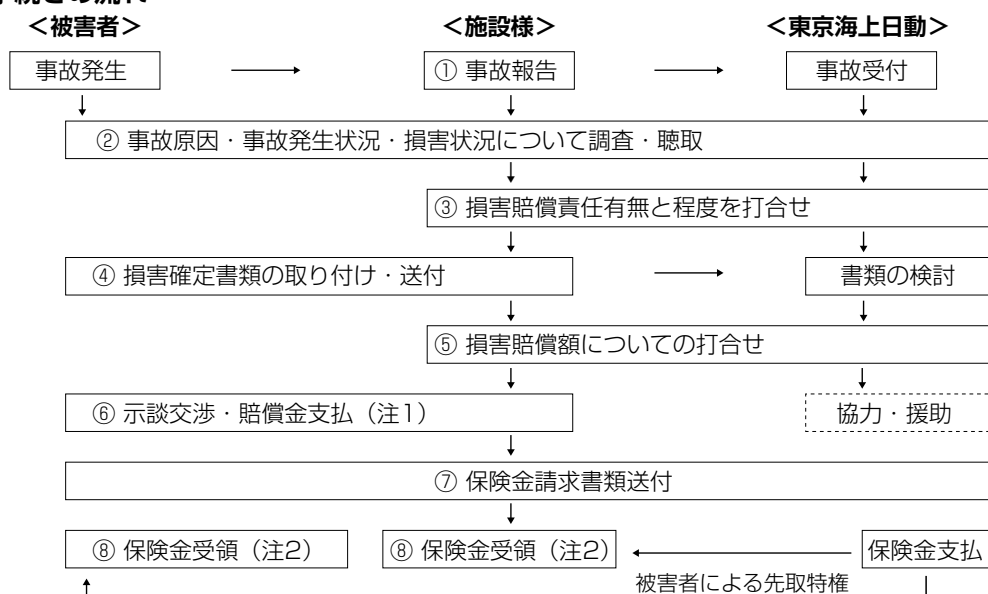 ＜被害者＞ ＜施設様＞ ＜東京海上日動＞
事故発生 ① 事故報告 事故受付
② 事故原因・事故発生状況・損害状況について調査・聴取
③ 損害賠償責任有無と程度を打合せ
④ 損害確定書類の取り付け・送付 書類の検討
⑤ 損害賠償額についての打合せ
⑥ 示談交渉・賠償金支払（注1） 協力・援助
⑦ 保険金請求書類送付
⑧ 保険金受領（注2） ⑧ 保険金受領（注2） 保険金支払
被害者による先取特権